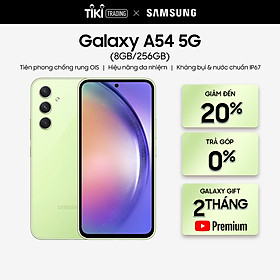 TIKI TRADING × SAMSUNG
Galaxy A54 5G
(8GB/256GB)
Tiên phong chống rung OIS | Hiệu năng đa nhiệm | Kháng bụi & nước chuẩn IP67
GIẢM ĐẾN
20%
TRẢ GÓP
0%
GALAXY GIFT
2 THÁNG
Premium
SAMSUNG